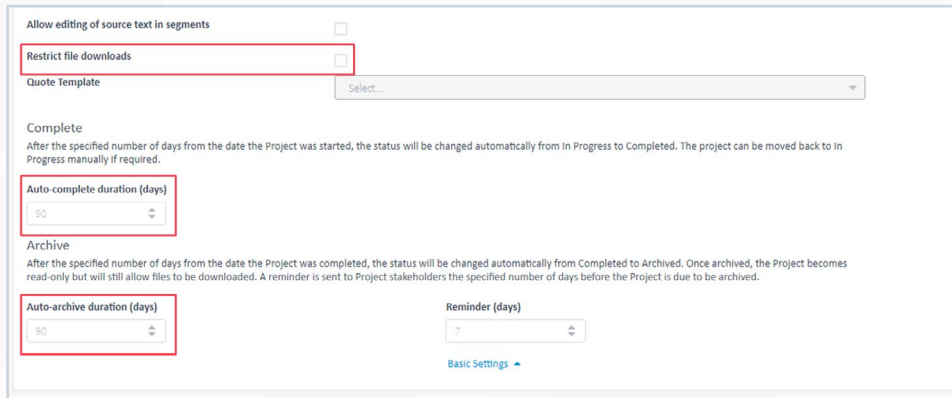 Allow editing of source text in segments
Restrict file downloads
Quote Template
Select...
Complete
After the specified number of days from the date the Project was started, the status will be changed automatically from In Progress to Completed. The project can be moved back to In
Progress manually if required.
Auto-complete duration (days)
90
Archive
After the specified number of days from the date the Project was completed, the status will be changed automatically from Completed to Archived. Once archived, the Project becomes
read-only but will still allow files to be downloaded. A reminder is sent to Project stakeholders the specified number of days before the Project is due to be archived.
Auto-archive duration (days)
Reminder (days)
90
7
Basic Settings